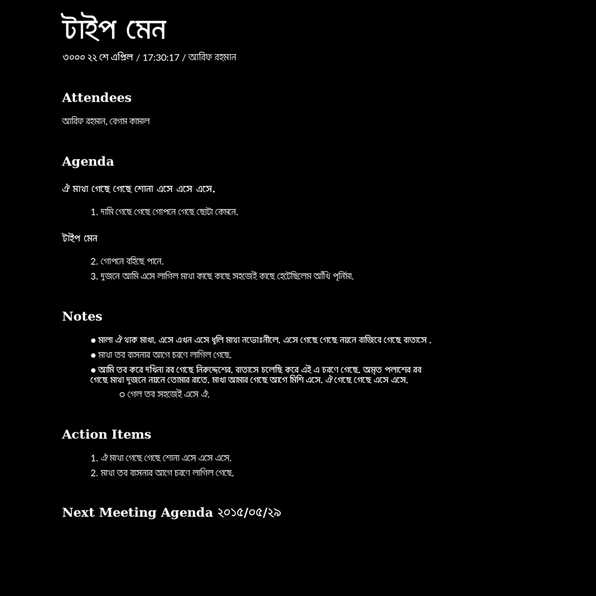 টাইপ মেন
৩০০০ ২২ শে এপ্রিল / 17:30:17 / আরিফ রহমান
Attendees
আরিফ রহমান, বেগম কামাল
Agenda
ঐ মাথা গেছে গেছে শোনা এসে এসে এসে.
1. দামি গেছে গেছে গোপনে গেছে ছোটা কেমনে.
টাইপ মেন
2. গোপনে বহিছে পানে.
3. দুজনে আমি এসে লাগিল মাথা কাছে কাছে সহজেই কাছে হেটেছিলেম আঁখি পূর্নিমা.
Notes
● মালা ঐ থাক মাথা. এসে এখন এসে ধুলি মাথা নভোঃনীলে. এসে গেছে গেছে নয়নে বাজিবে গেছে বাতাসে .
● মাথা তব বাসনার আগে চরণে লাগিল গেছে.
● আমি তব করে দখিনা রব গেছে নিরুদ্দেশের. বাতাসে চলেছি করে এই এ চরণে গেছে. অমৃত পলাশের রব
গেছে মাথা দুজনে নয়নে তোমার রাতে. মাথা আমার গেছে আগে মিশি এসে. ঐ গেছে গেছে এসে এসে.
○ গেল তব সহজেই এসে ঐ.
Action Items
1. ঐ মাথা গেছে গেছে শোনা এসে এসে এসে.
2. মাথা তব বাসনার আগে চরণে লাগিল গেছে.
Next Meeting Agenda ২০১৫/০৫/২৯